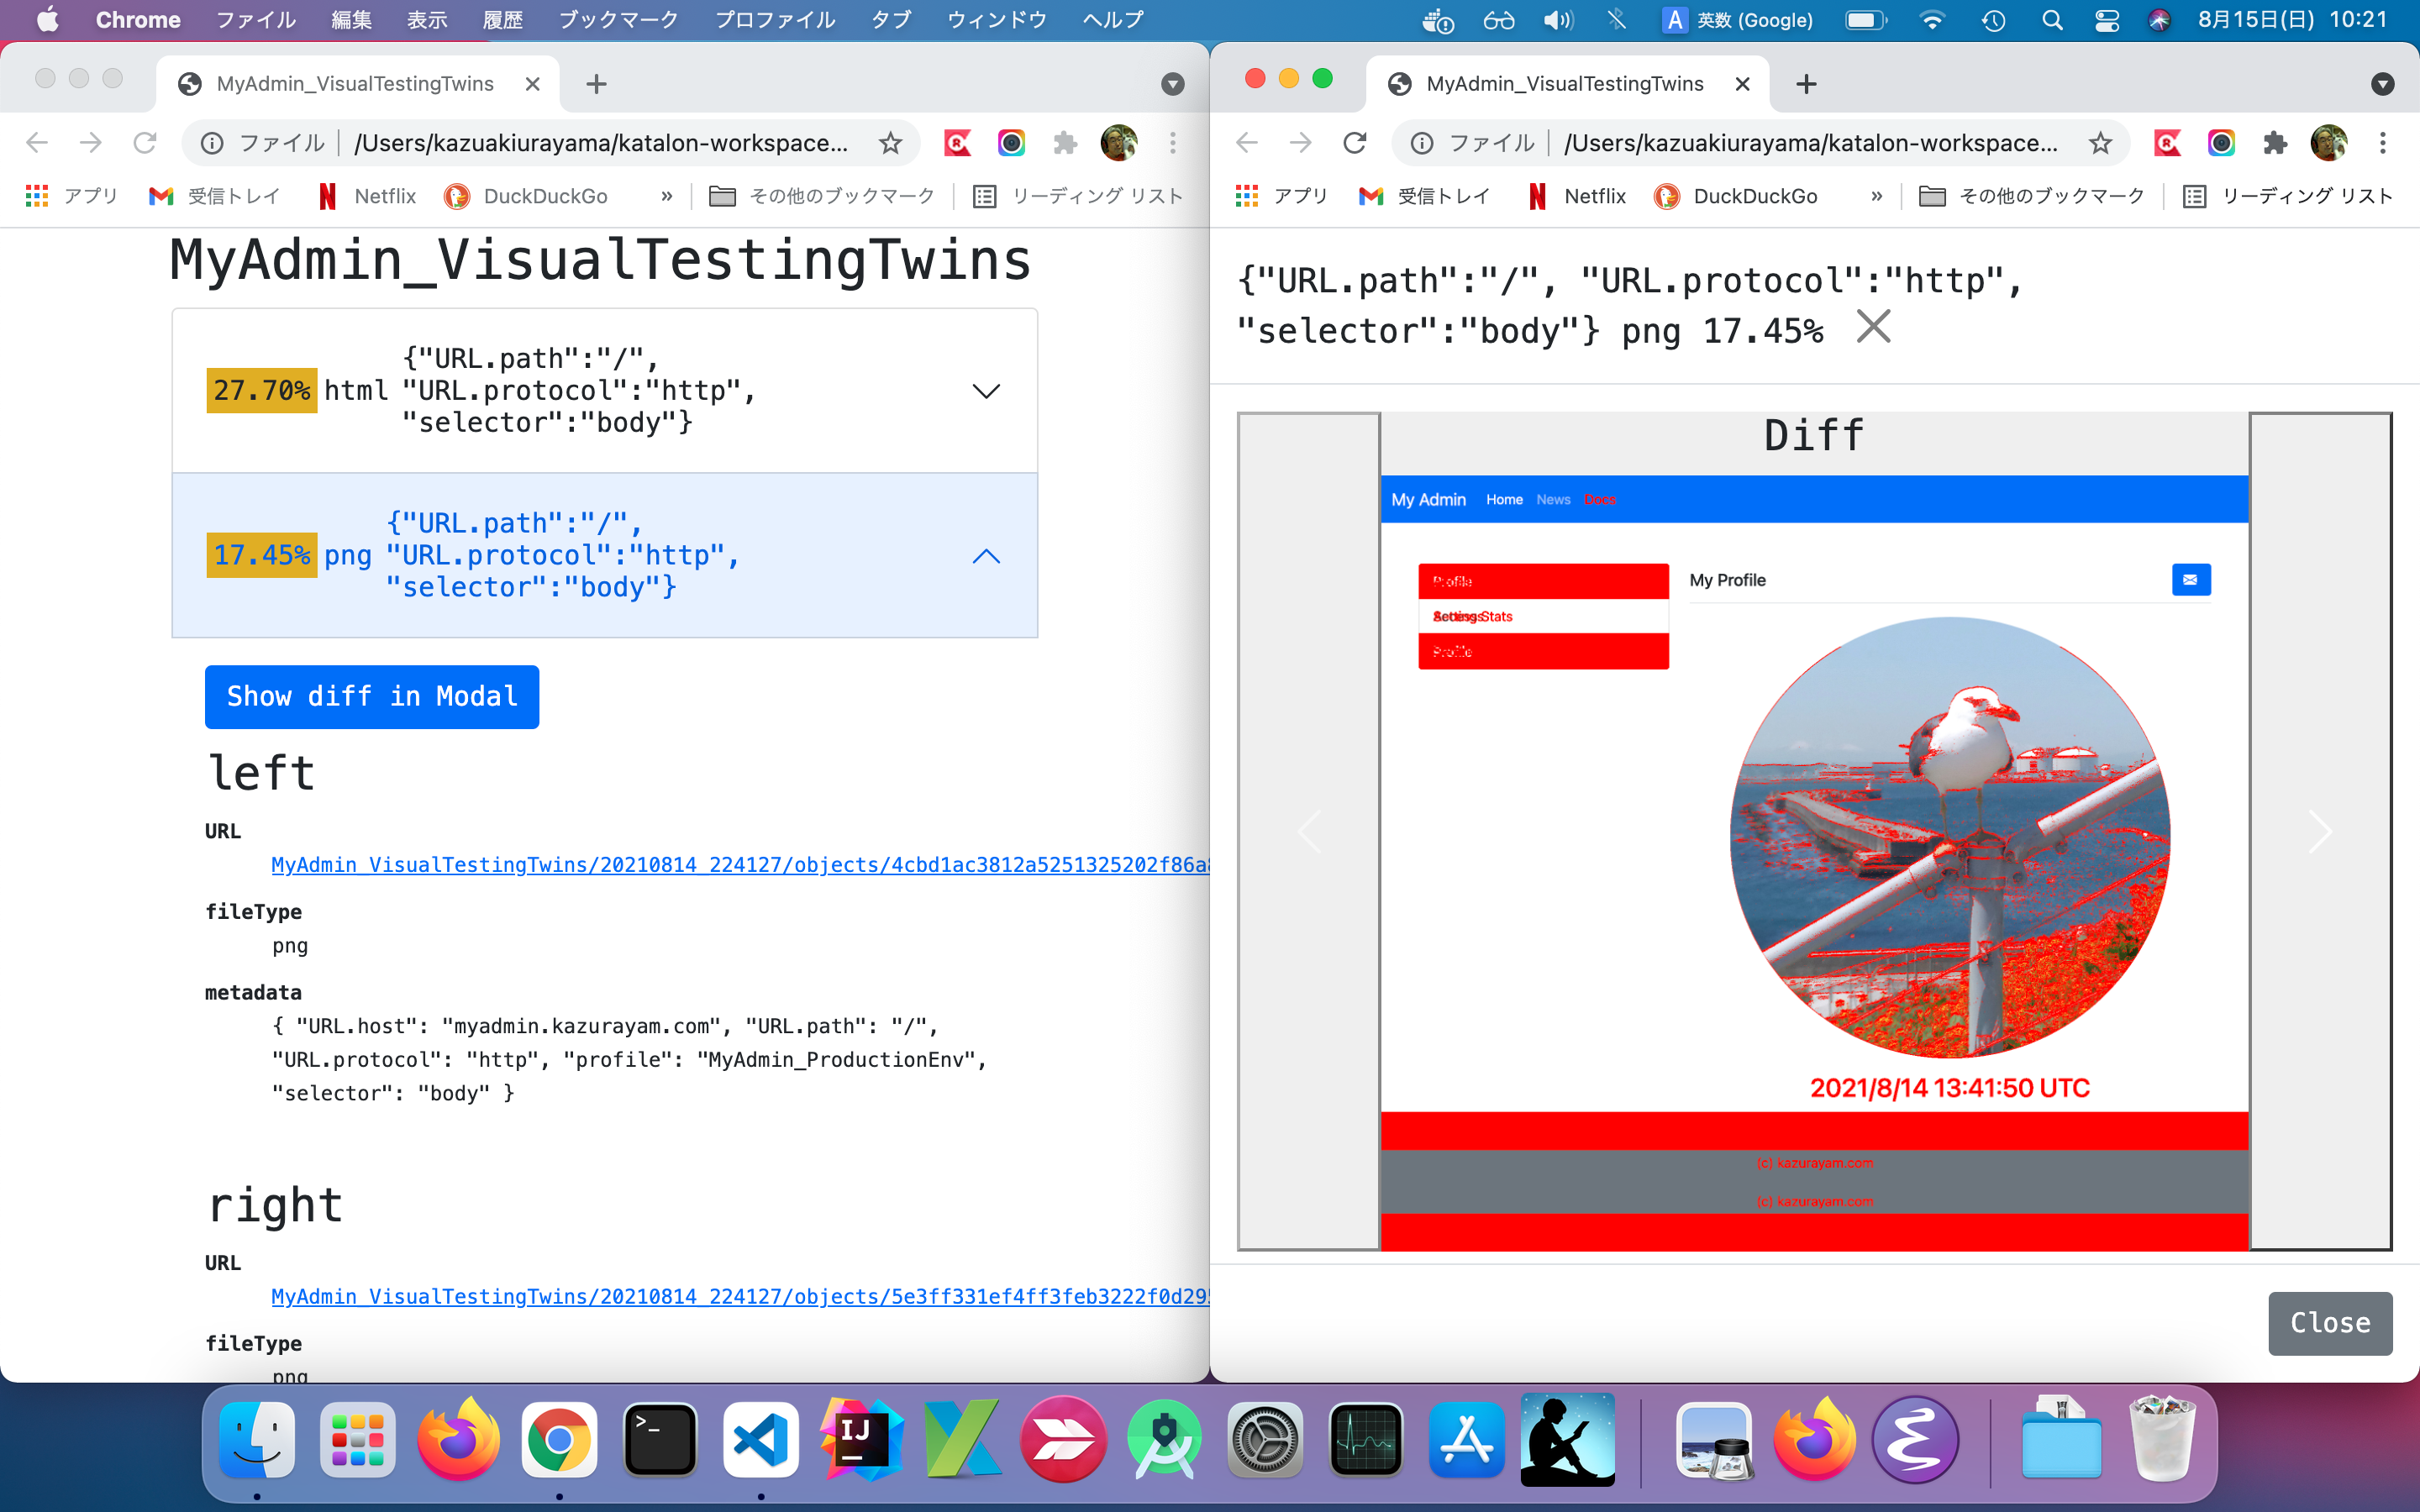 Chrome ファイル 編集 表示 履歴 ブックマーク プロファイル タブ ウィンドウ ヘルプ A 英数 (Google) 8月15日(日) 10:21
MyAdmin_VisualTestingTwins
ファイル /Users/kazuakiurayama/katalon-workspace...
アプリ 受信トレイ Netflix DuckDuckGo » その他のブックマーク リーディング リスト
MyAdmin_VisualTestingTwins
27.70% html {"URL.path":"/",
"URL.protocol":"http",
"selector":"body"}
17.45% png {"URL.path":"/",
"URL.protocol":"http",
"selector":"body"}
Show diff in Modal
left
URL
MyAdmin_VisualTestingTwins/20210814_224127/objects/4cbd1ac3812a5251325202f86a
fileType
png
metadata
{ "URL.host": "myadmin.kazurayam.com", "URL.path": "/",
"URL.protocol": "http", "profile": "MyAdmin_ProductionEnv",
"selector": "body" }
right
URL
MyAdmin_VisualTestingTwins/20210814_224127/objects/5e3ff331ef4ff3feb3222f0d29
fileType
png
MyAdmin_VisualTestingTwins
ファイル /Users/kazuakiurayama/katalon-workspace...
アプリ 受信トレイ Netflix DuckDuckGo » その他のブックマーク リーディング リスト
{"URL.path":"/", "URL.protocol":"http",
"selector":"body"} png 17.45%
Diff
My Admin Home News Docs
Profile
Stats
Profile
My Profile
2021/8/14 13:41:50 UTC
(c) kazurayam.com
(c) kazurayam.com
Close
IJ